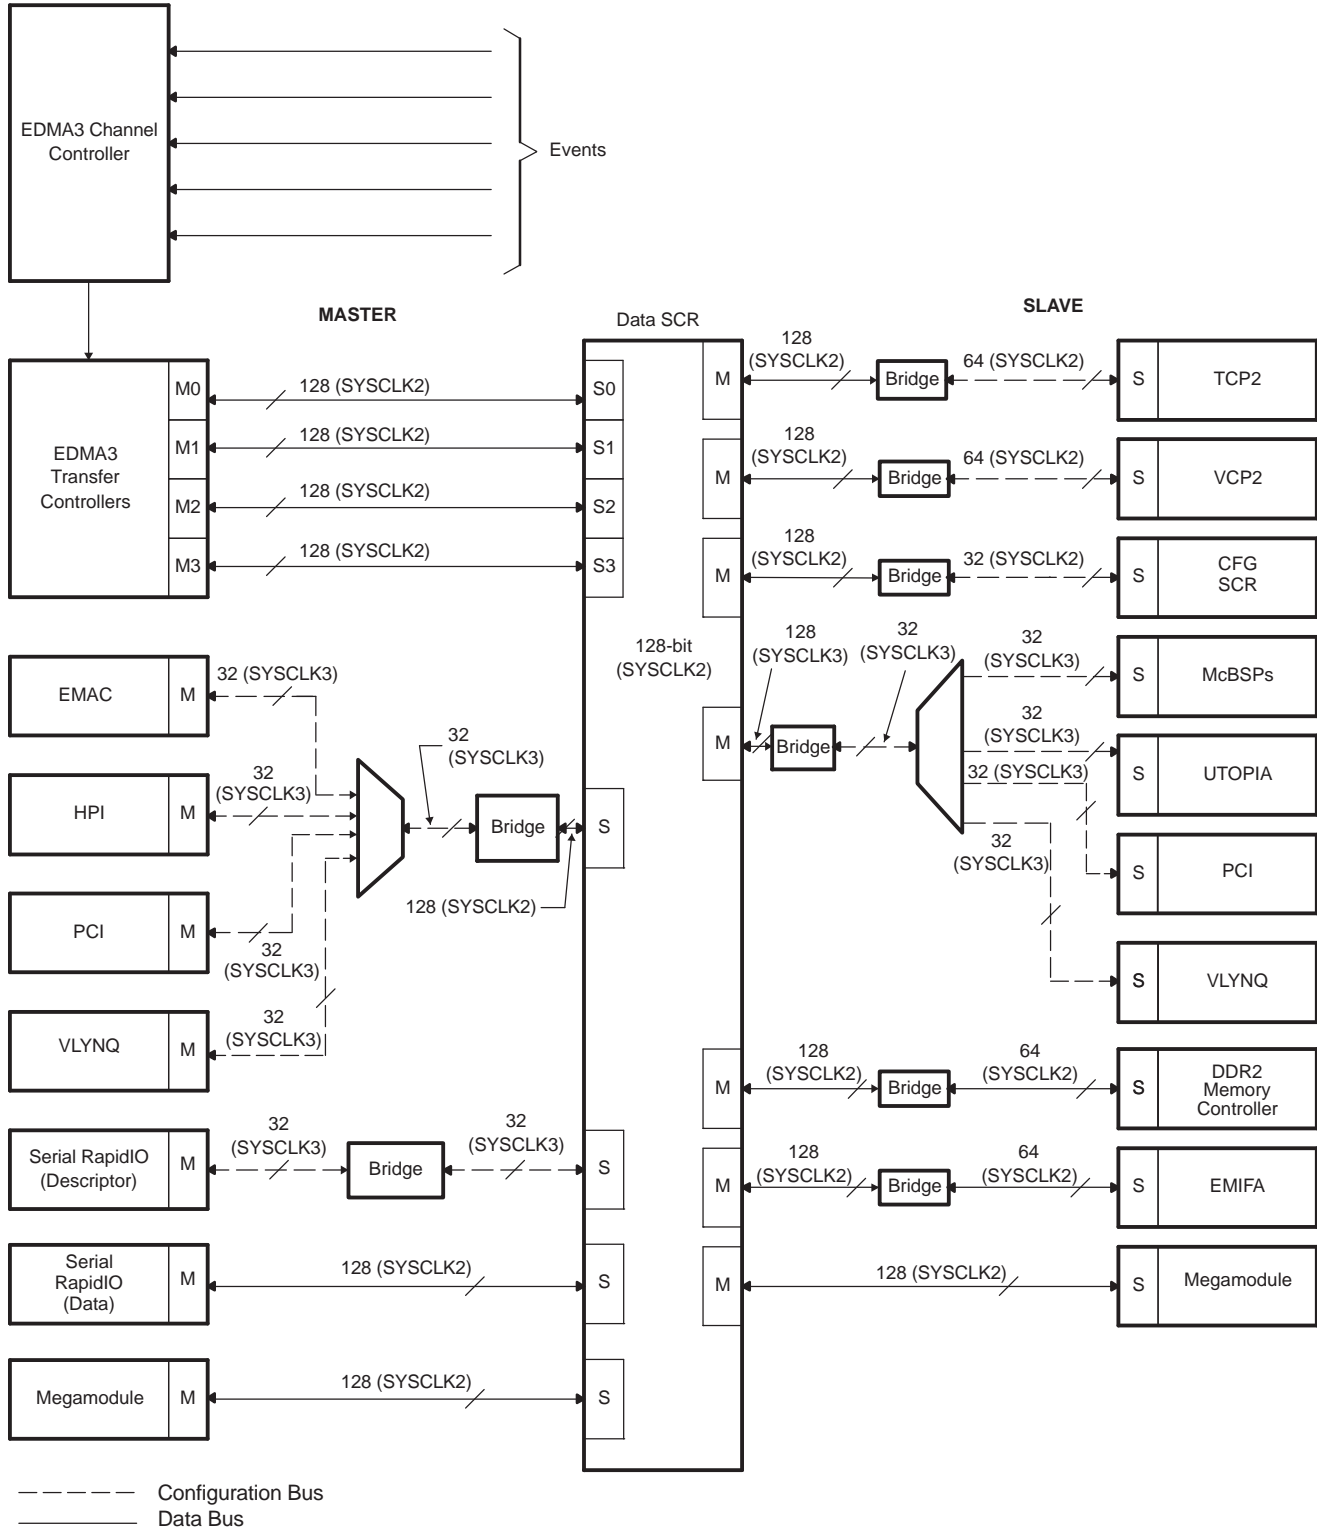 EDMA3 Channel
Controller
Events
MASTER
SLAVE
Data SCR
EDMA3
Transfer
Controllers
M0
M1
M2
M3
128 (SYSCLK2)
128 (SYSCLK2)
128 (SYSCLK2)
128 (SYSCLK2)
S0
S1
S2
S3
128-bit
(SYSCLK2)
EMAC
M
32 (SYSCLK3)
HPI
M
32
(SYSCLK3)
PCI
M
32
(SYSCLK3)
VLYNQ
M
32
(SYSCLK3)
32
(SYSCLK3)
Bridge
128 (SYSCLK2)
S
Serial RapidIO
(Descriptor)
M
32
(SYSCLK3)
Bridge
32
(SYSCLK3)
S
Serial
RapidIO
(Data)
M
128 (SYSCLK2)
S
Megamodule
M
128 (SYSCLK2)
S
M
128
(SYSCLK2)
Bridge
64 (SYSCLK2)
S
TCP2
M
128
(SYSCLK2)
Bridge
64 (SYSCLK2)
S
VCP2
M
128
(SYSCLK2)
Bridge
32 (SYSCLK2)
S
CFG
SCR
M
128
(SYSCLK3)
Bridge
32
(SYSCLK3)
32
(SYSCLK3)
S
McBSPs
32
(SYSCLK3)
S
UTOPIA
32 (SYSCLK3)
S
PCI
32
(SYSCLK3)
S
VLYNQ
M
128
(SYSCLK2)
Bridge
64
(SYSCLK2)
S
DDR2
Memory
Controller
M
128
(SYSCLK2)
Bridge
64
(SYSCLK2)
S
EMIFA
M
128 (SYSCLK2)
S
Megamodule
Configuration Bus
Data Bus